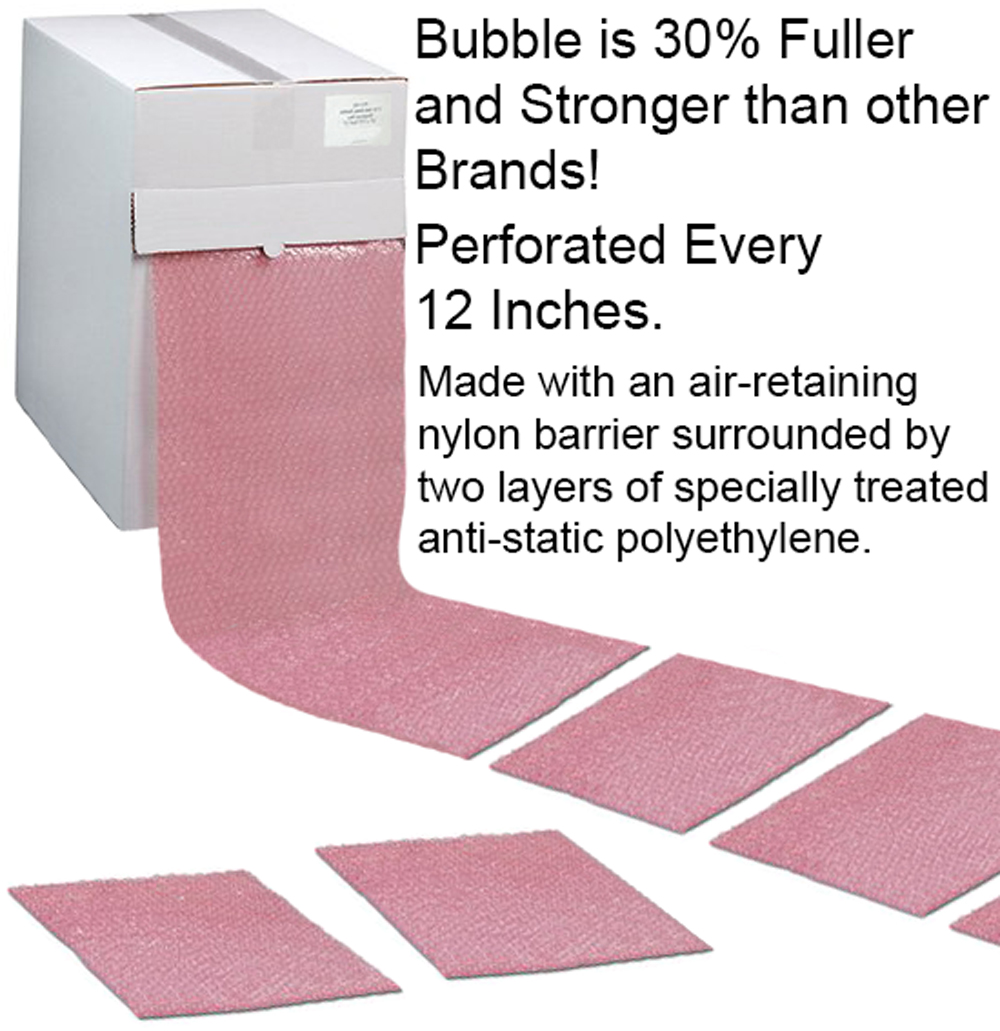 Bubble is 30% Fuller
and Stronger than other
Brands!
Perforated Every
12 Inches.
Made with an air-retaining
nylon barrier surrounded by
two layers of specially treated
anti-static polyethylene.